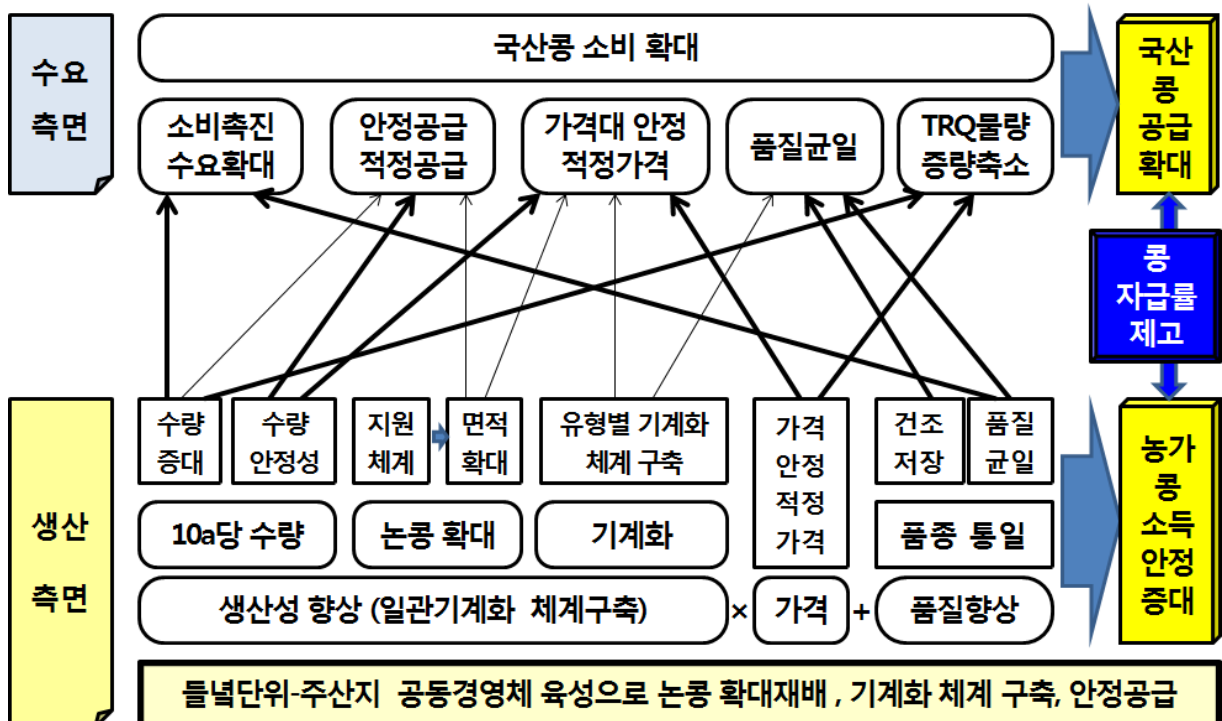 수요
측면
국산콩 소비 확대
소비촉진
수요확대
안정공급
적정공급
가격대 안정
적정가격
품질균일
TRQ물량
증량축소
국산
콩
공급
확대
콩
자급률
제고
생산
측면
수량
증대
수량
안정성
지원
체계
면적
확대
유형별 기계화
체계 구축
가격
안정
적정
가격
건조
저장
품질
균일
10a당 수량
논콩 확대
기계화
품종 통일
생산성 향상 (일관기계화 체계구축)
×
가격
+
품질향상
농가
콩
소득
안정
증대
들녘단위-주산지 공동경영체 육성으로 논콩 확대재배 , 기계화 체계 구축, 안정공급